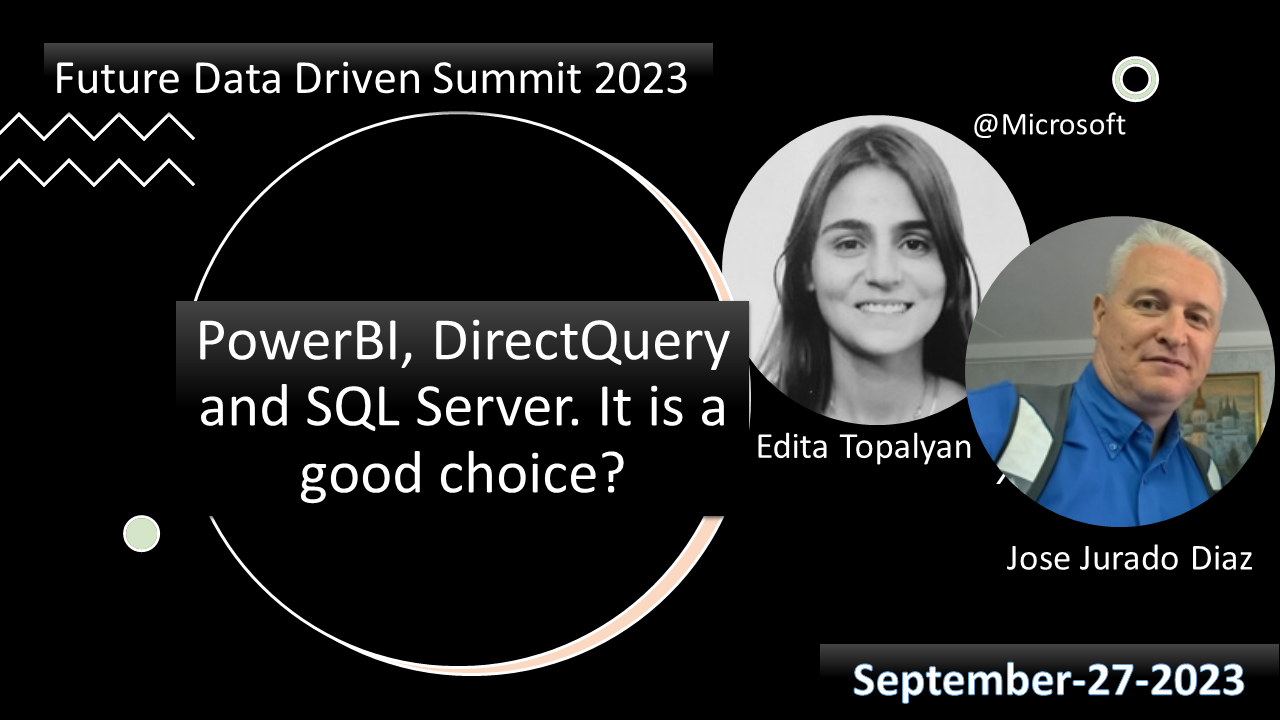 Future Data Driven Summit 2023
@Microsoft
PowerBI, DirectQuery
and SQL Server. It is a
good choice?
Edita Topalyan
Jose Jurado Diaz
September-27-2023